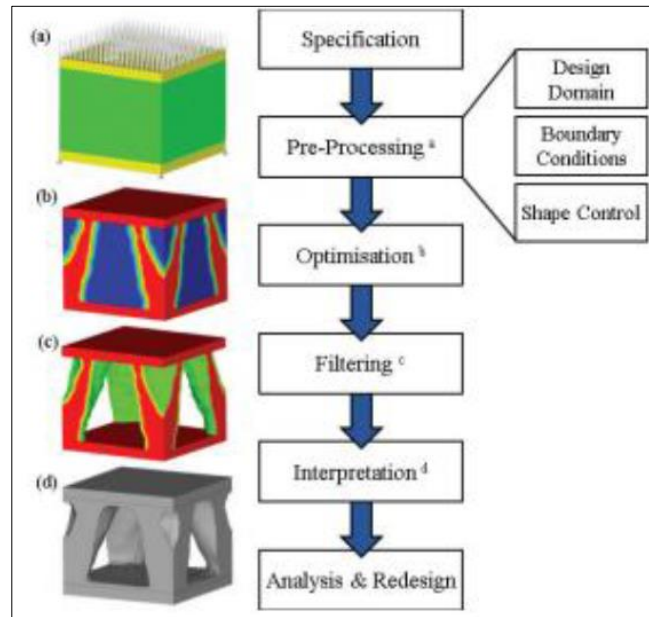 (a)
Specification
Design
Domain
Pre-Processing ᵃ
Boundary
Conditions
(b)
Shape Control
Optimisation ᵇ
(c)
Filtering ᶜ
Interpretation ᵈ
(d)
Analysis & Redesign